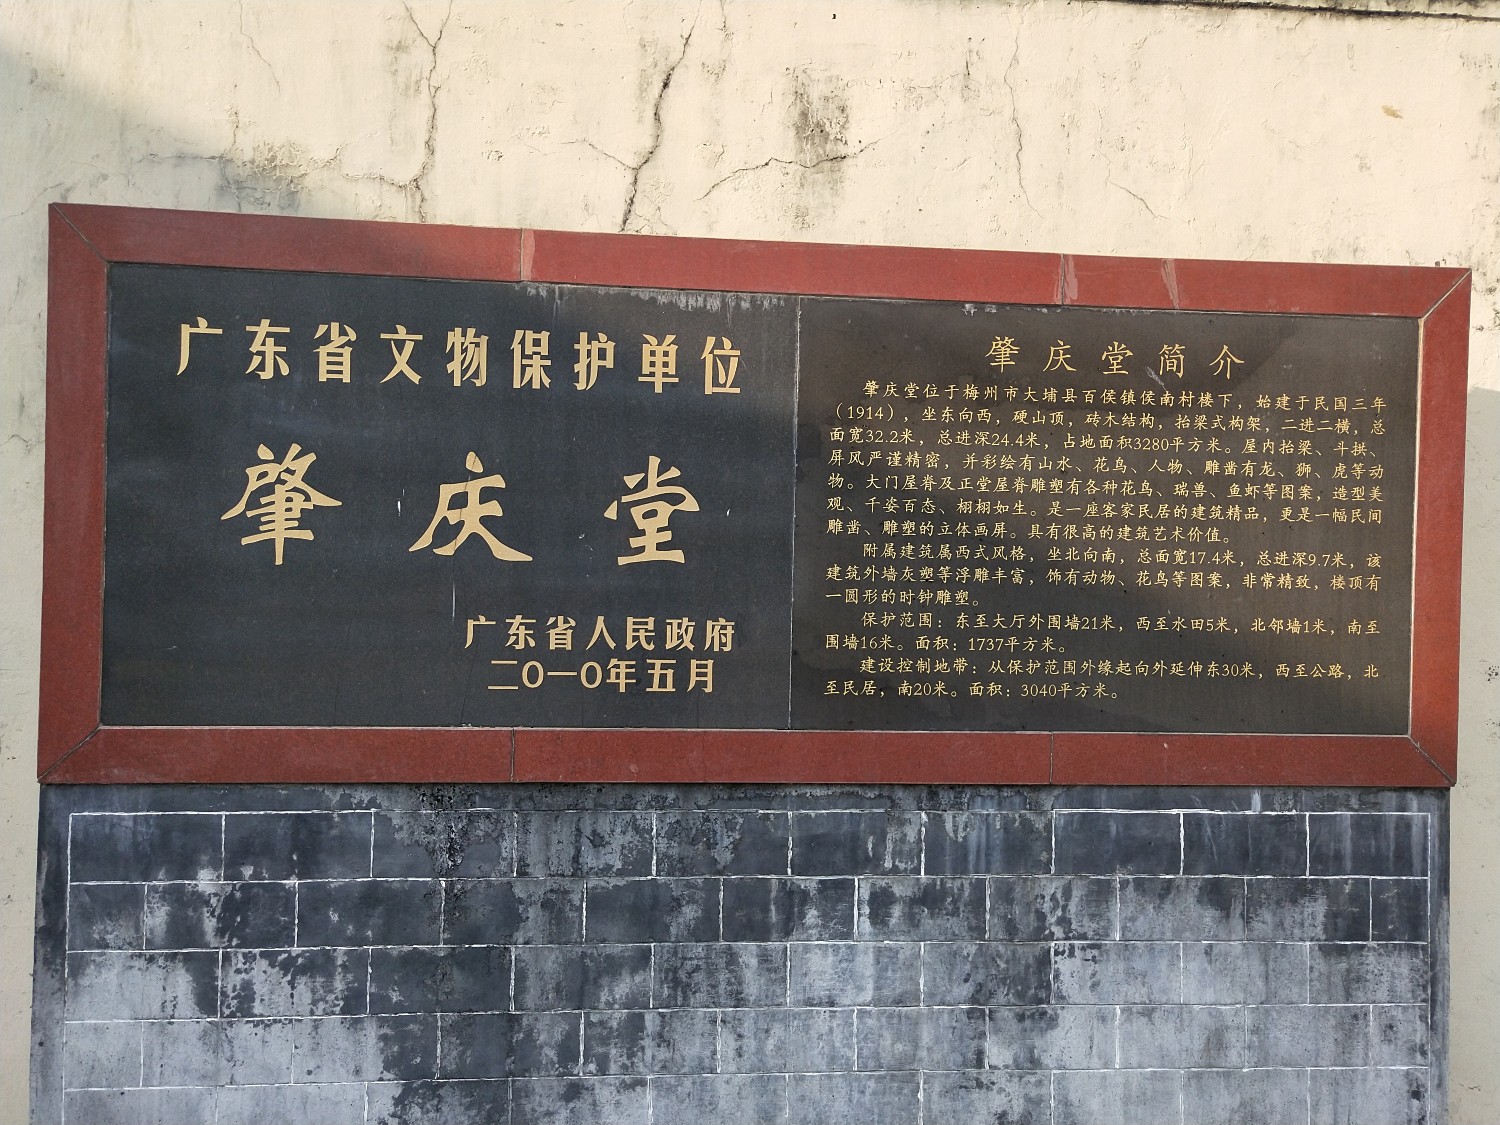 广东省文物保护单位
肇庆堂
广东省人民政府
二〇一〇年五月
肇庆堂简介
肇庆堂位于梅州市大埔县百侯镇侯南村楼下，始建于民国三年
（1914），坐东向西，硬山顶，砖木结构，抬梁式构架，二进二横，总
面宽32.2米，总进深24.4米，占地面积3280平方米。屋内抬梁、斗拱、
屏风严谨精密，并彩绘有山水、花鸟、人物、雕凿有龙、狮、虎等动
物。大门屋脊及正堂屋脊雕塑有各种花鸟、瑞兽、鱼虾等图案，造型美
观、千姿百态、栩栩如生。是一座客家民居的建筑精品，更是一幅民间
雕凿、雕塑的立体画屏。具有很高的建筑艺术价值。
附属建筑属西式风格，坐北向南，总面宽17.4米，总进深9.7米，该
建筑外墙灰塑等浮雕丰富，饰有动物、花鸟等图案，非常精致，楼顶有
一圆形的时钟雕塑。
保护范围：东至大厅外围墙21米，西至水田5米，北邻墙1米，南至
围墙16米。面积：1737平方米。
建设控制地带：从保护范围外缘起向外延伸东30米，西至公路，北
至民居，南20米。面积：3040平方米。